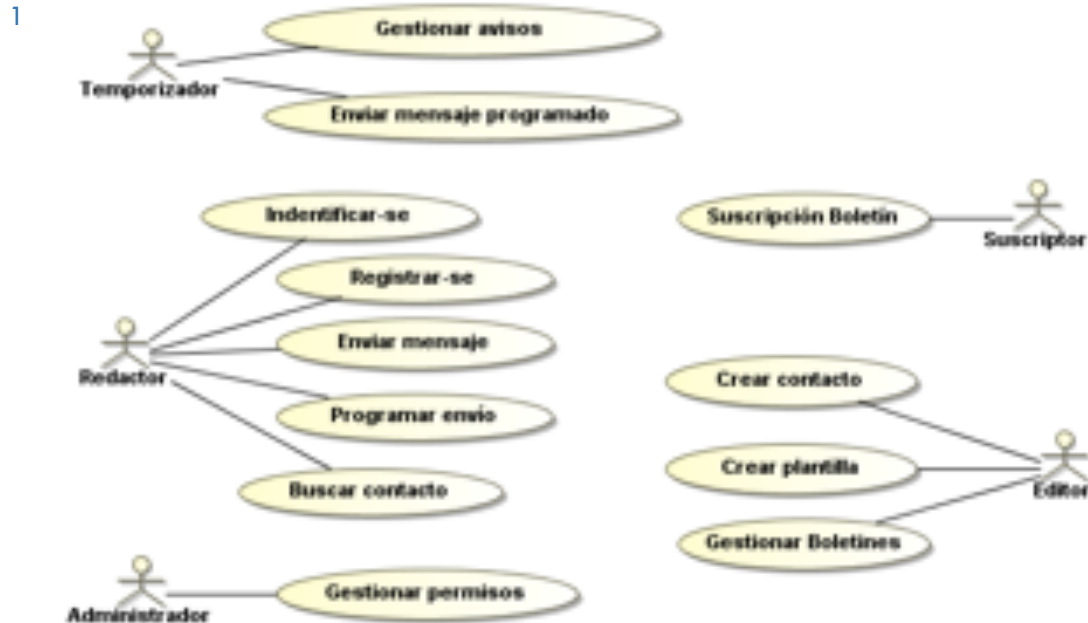 1
Gestionar avisos
Temporizador
Enviar mensaje programado
Indentificar-se
Suscripción Boletín
Suscriptor
Registrar-se
Enviar mensaje
Redactor
Crear contacto
Programar envío
Crear plantilla
Editor
Buscar contacto
Gestionar Boletines
Gestionar permisos
Administrador